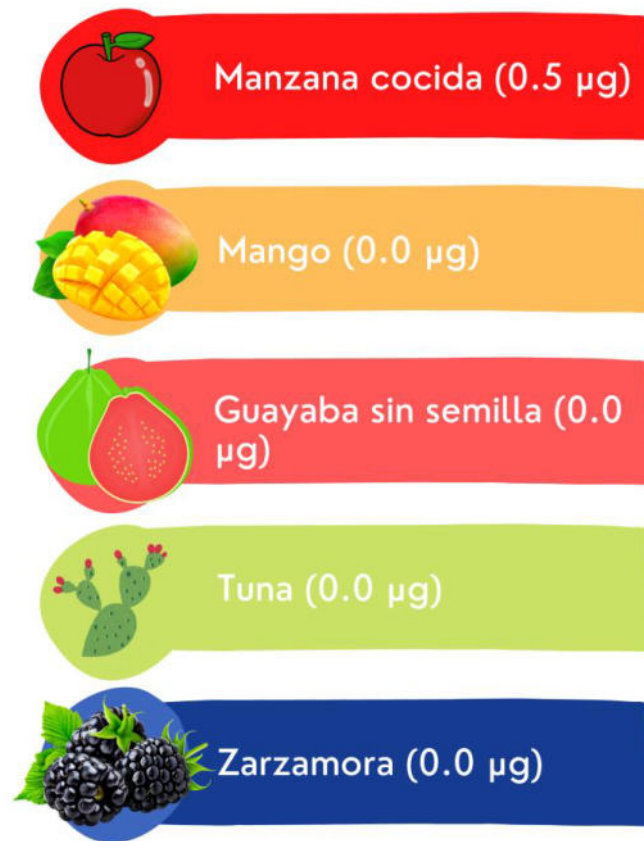 Manzana cocida (0.5 µg)
Mango (0.0 µg)
Guayaba sin semilla (0.0
µg)
Tuna (0.0 µg)
Zarzamora (0.0 µg)